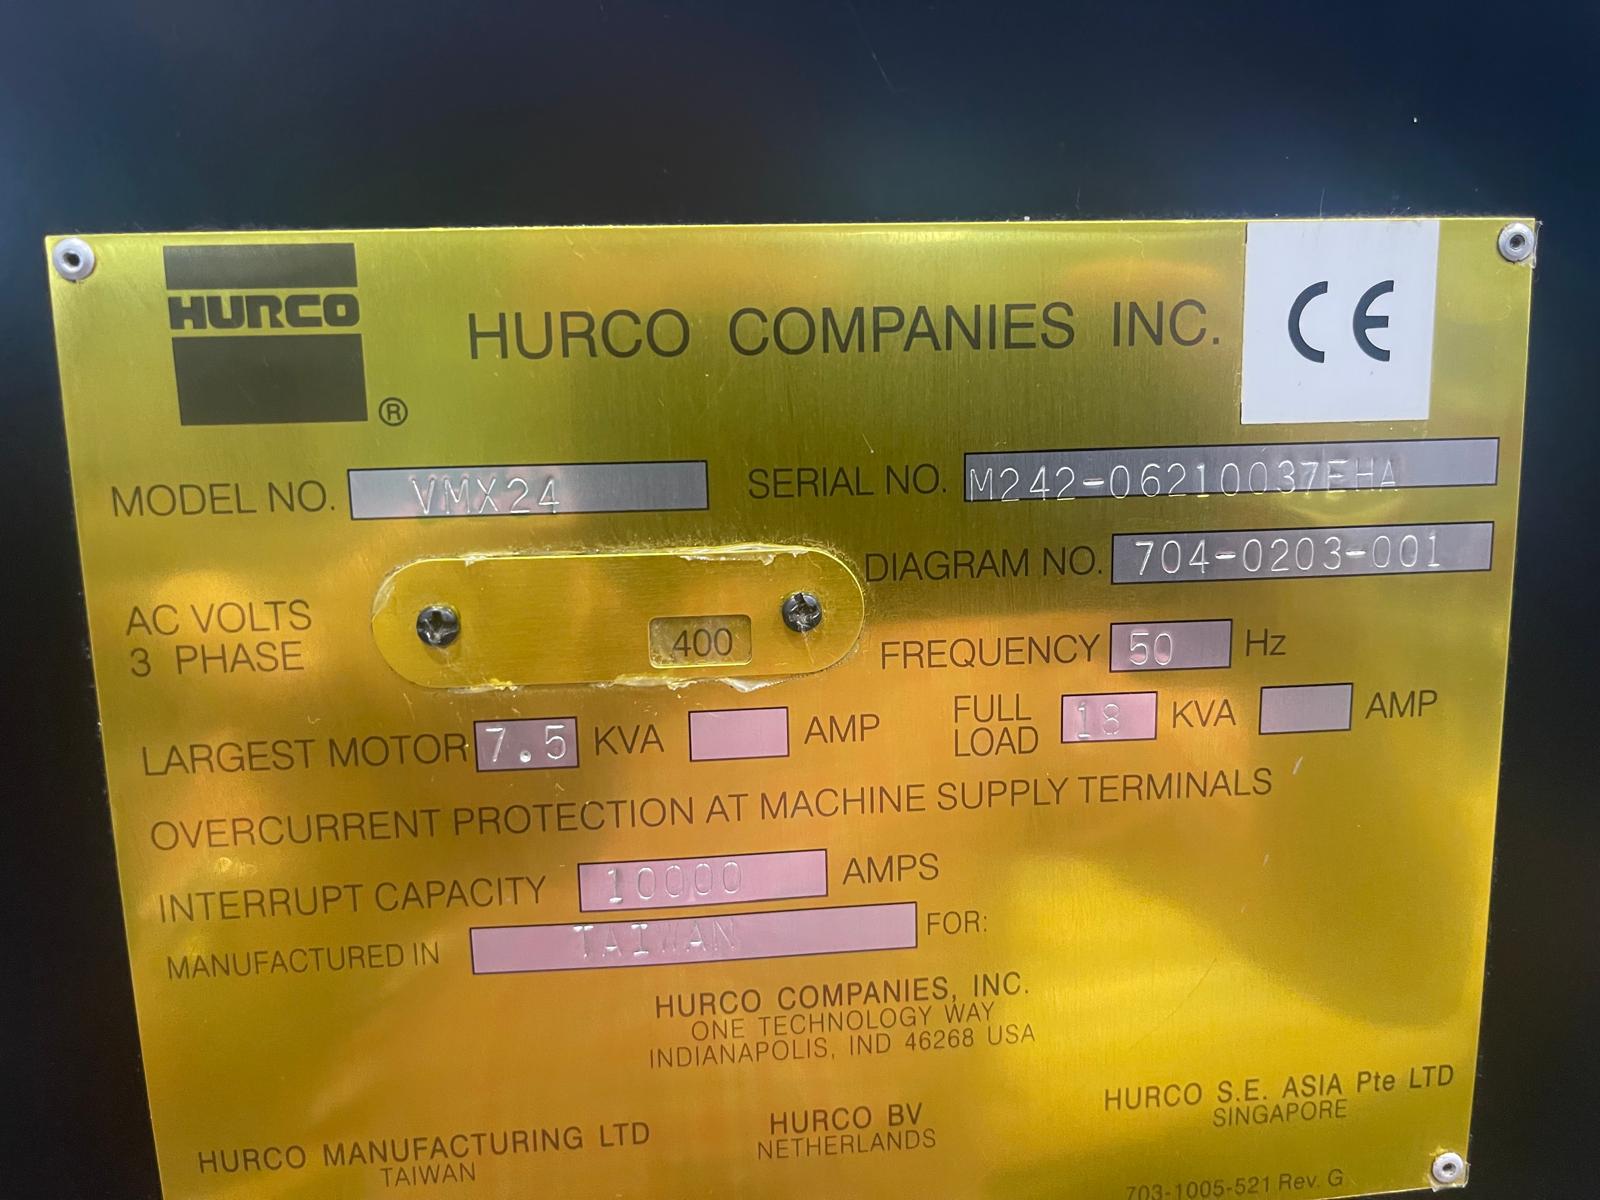 HURCO
®
HURCO COMPANIES INC.
CE
MODEL NO. VMX24
SERIAL NO. M242-06210037EHA
DIAGRAM NO. 704-0203-001
AC VOLTS
3 PHASE
400
FREQUENCY 50 Hz
LARGEST MOTOR 7.5 KVA AMP
FULL
LOAD 18 KVA AMP
OVERCURRENT PROTECTION AT MACHINE SUPPLY TERMINALS
INTERRUPT CAPACITY 10000 AMPS
MANUFACTURED IN TAIWAN FOR:
HURCO COMPANIES, INC.
ONE TECHNOLOGY WAY
INDIANAPOLIS, IND 46268 USA
HURCO MANUFACTURING LTD
TAIWAN
HURCO BV
NETHERLANDS
HURCO S.E. ASIA Pte LTD
SINGAPORE
703-1005-521 Rev. G